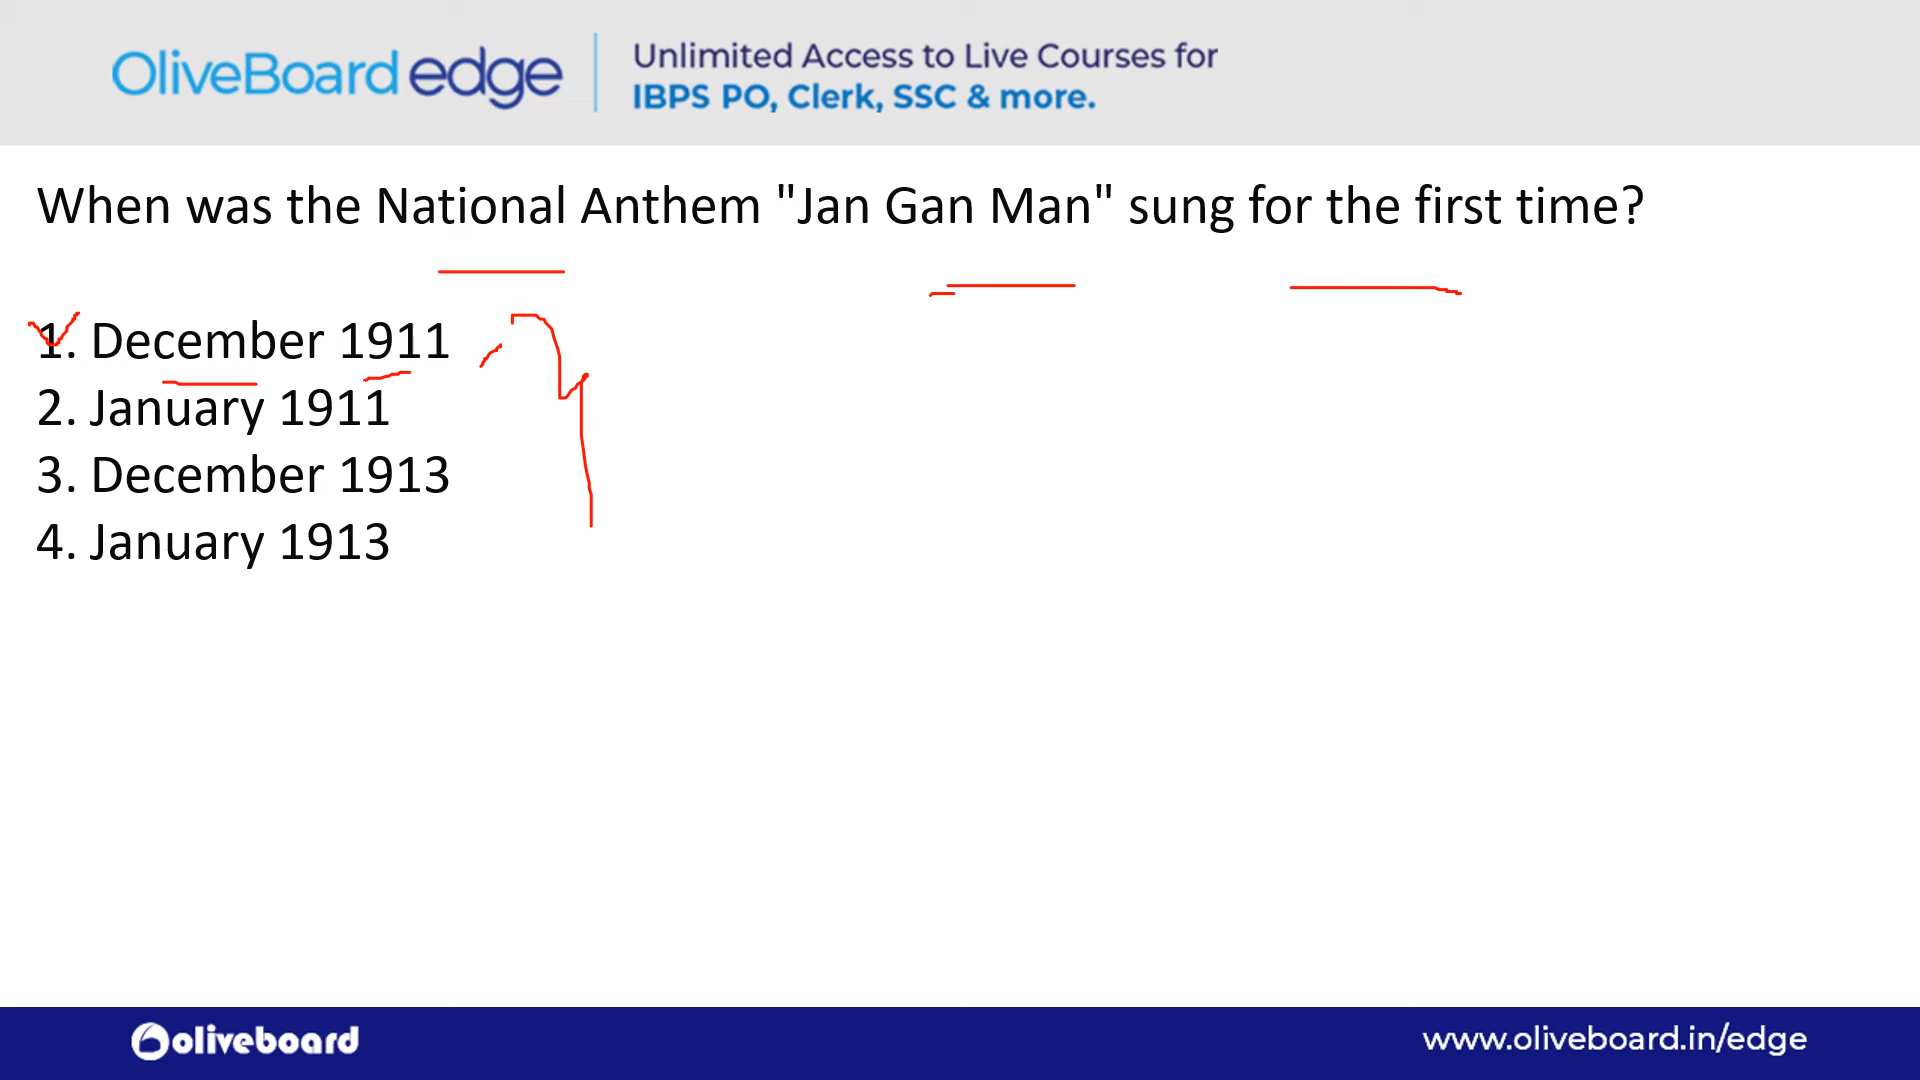 OliveBoard edge
Unlimited Access to Live Courses for
IBPS PO, Clerk, SSC & more.
When was the National Anthem "Jan Gan Man" sung for the first time?
1. December 1911
2. January 1911
3. December 1913
4. January 1913
oliveboard
www.oliveboard.in/edge